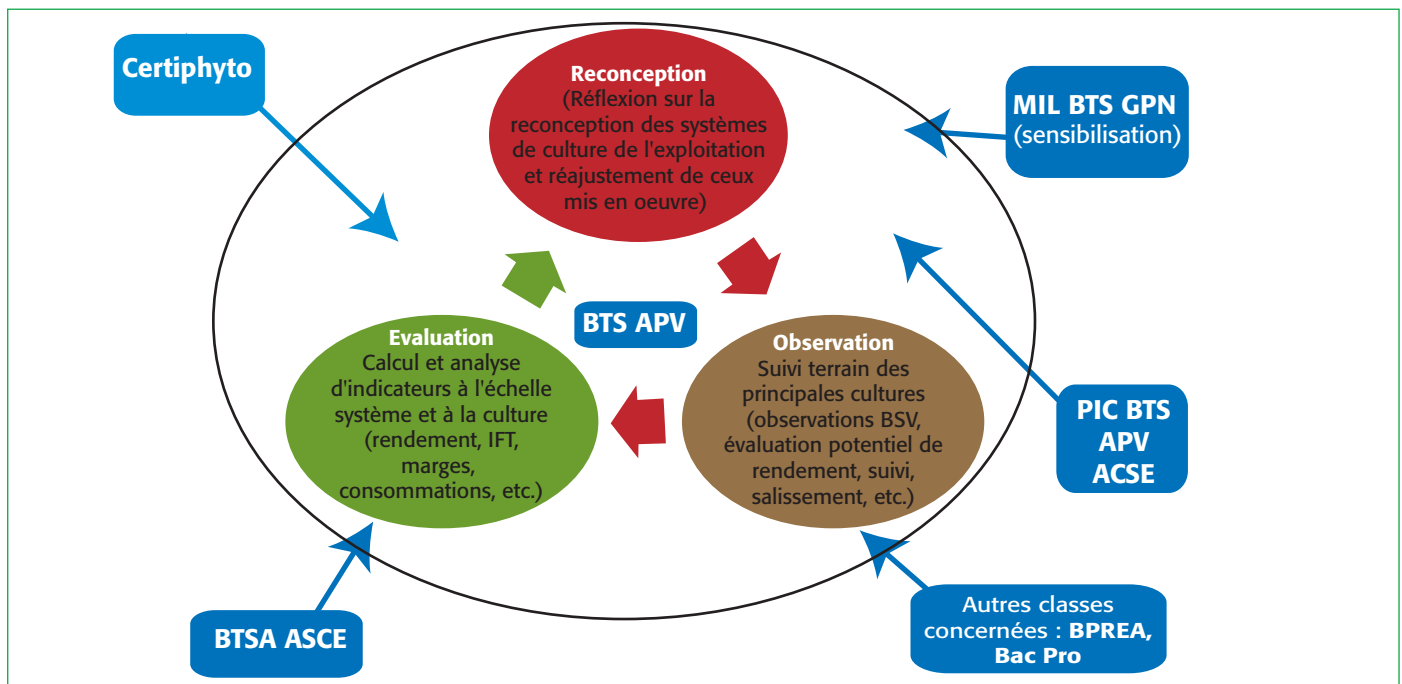 Certiphyto
Reconception
(Réflexion sur la
reconception des systèmes
de culture de l'exploitation
et réajustement de ceux
mis en oeuvre)
MIL BTS GPN
(sensibilisation)
BTS APV
Evaluation
Calcul et analyse
d'indicateurs à l'échelle
système et à la culture
(rendement, IFT,
marges,
consommations, etc.)
Observation
Suivi terrain des
principales cultures
(observations BSV,
évaluation potentiel de
rendement, suivi,
salissement, etc.)
PIC BTS
APV
ACSE
BTSA ASCE
Autres classes
concernées : BPREA,
Bac Pro